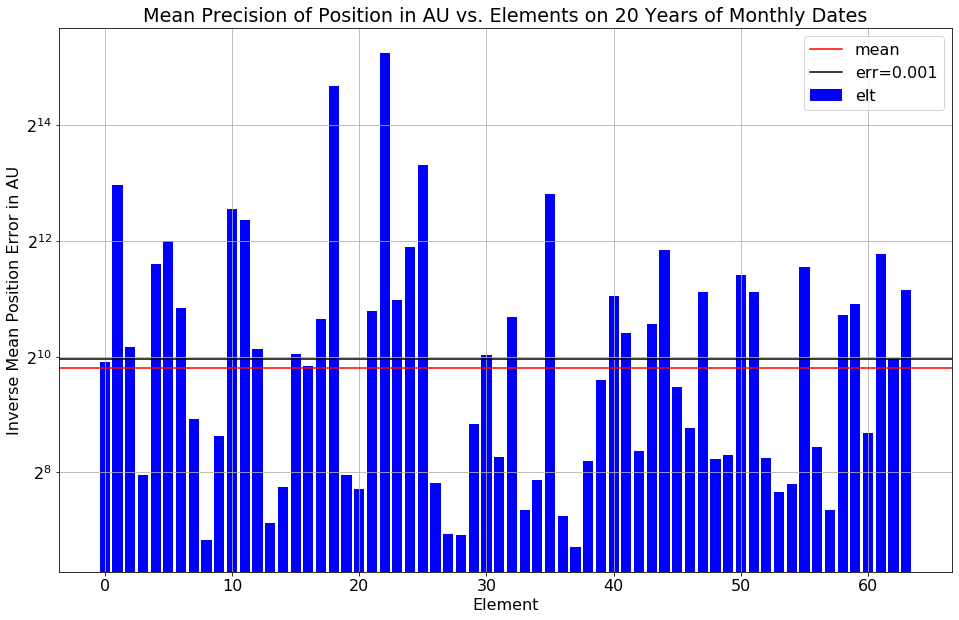 Mean Precision of Position in AU vs. Elements on 20 Years of Monthly Dates
mean
err=0.001
elt
Inverse Mean Position Error in AU
2^14
2^12
2^10
2^8
0 10 20 30 40 50 60
Element